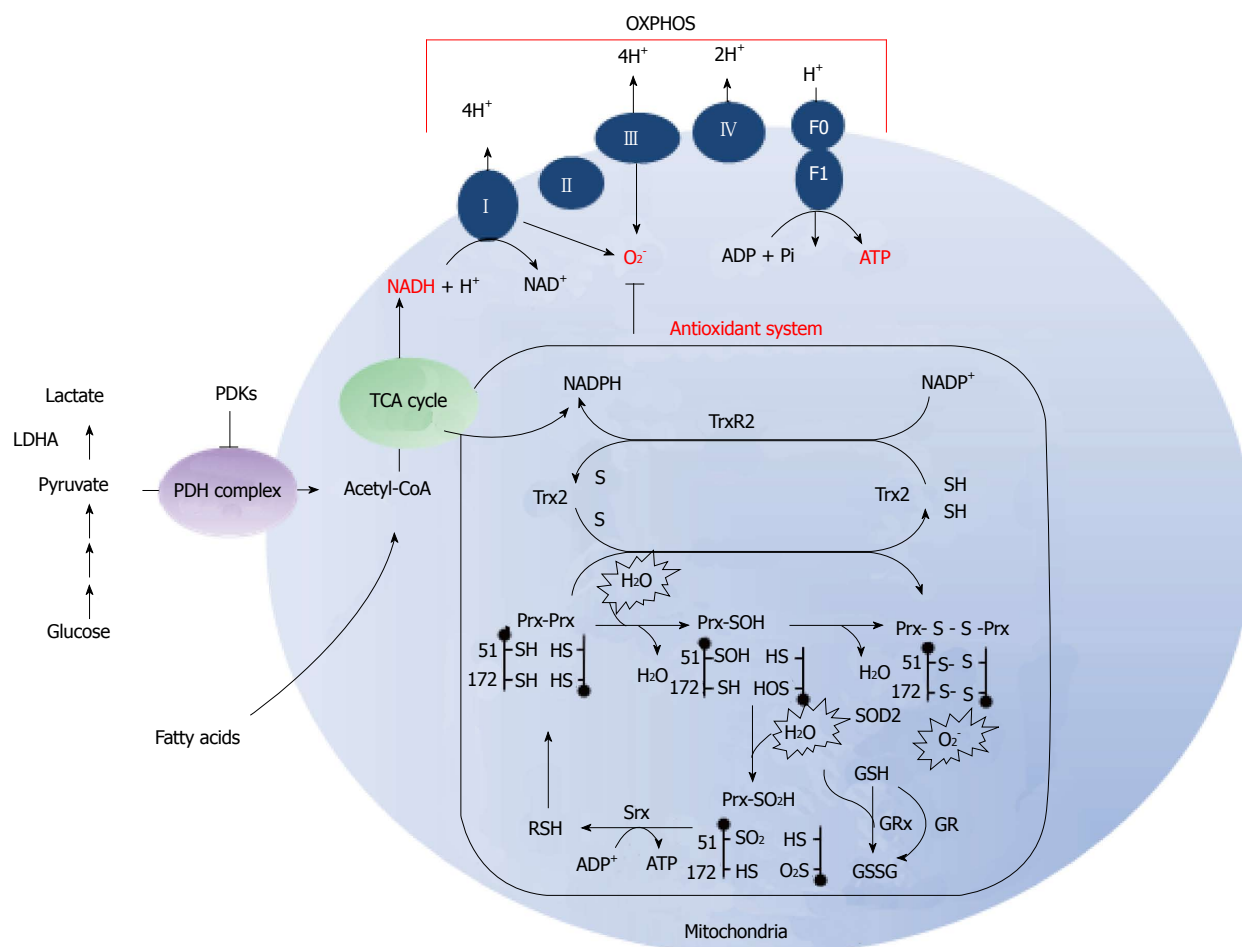 OXPHOS
4H⁺
2H⁺
H⁺
4H⁺
III
IV
F0
II
F1
I
O₂⁻
ADP + Pi
ATP
NADH + H⁺
NAD⁺
Antioxidant system
NADPH
NADP⁺
Lactate
PDKs
TCA cycle
TrxR2
LDHA
Pyruvate
PDH complex
Acetyl-CoA
S
Trx2
S
Trx2
SH
SH
H₂O
Glucose
Prx-Prx
Prx-SOH
Prx- S - S -Prx
51
SH
HS
H₂O
51
SOH
HS
H₂O
51
S-
S
172
SH
HS
172
SH
HOS
172
S-
S
Fatty acids
H₂O
SOD2
O₂⁻
GSH
Prx-SO₂H
RSH
Srx
51
SO₂
HS
GRx
GR
ADP⁺
ATP
172
HS
O₂S
GSSG
Mitochondria